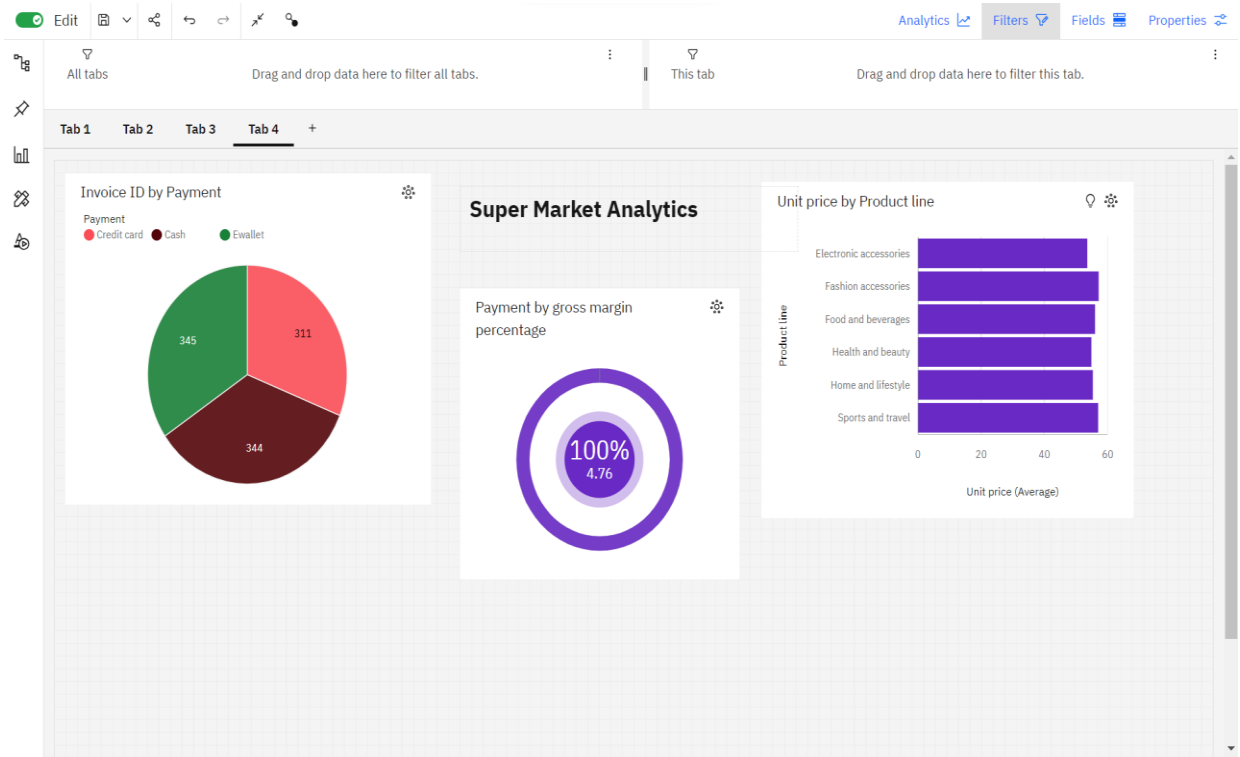 Edit
Analytics
Filters
Fields
Properties
All tabs
Drag and drop data here to filter all tabs.
This tab
Drag and drop data here to filter this tab.
Tab 1
Tab 2
Tab 3
Tab 4
+
Invoice ID by Payment
Payment
Credit card
Cash
Ewallet
345
311
344
Super Market Analytics
Payment by gross margin
percentage
100%
4.76
Unit price by Product line
Product line
Electronic accessories
Fashion accessories
Food and beverages
Health and beauty
Home and lifestyle
Sports and travel
0
20
40
60
Unit price (Average)